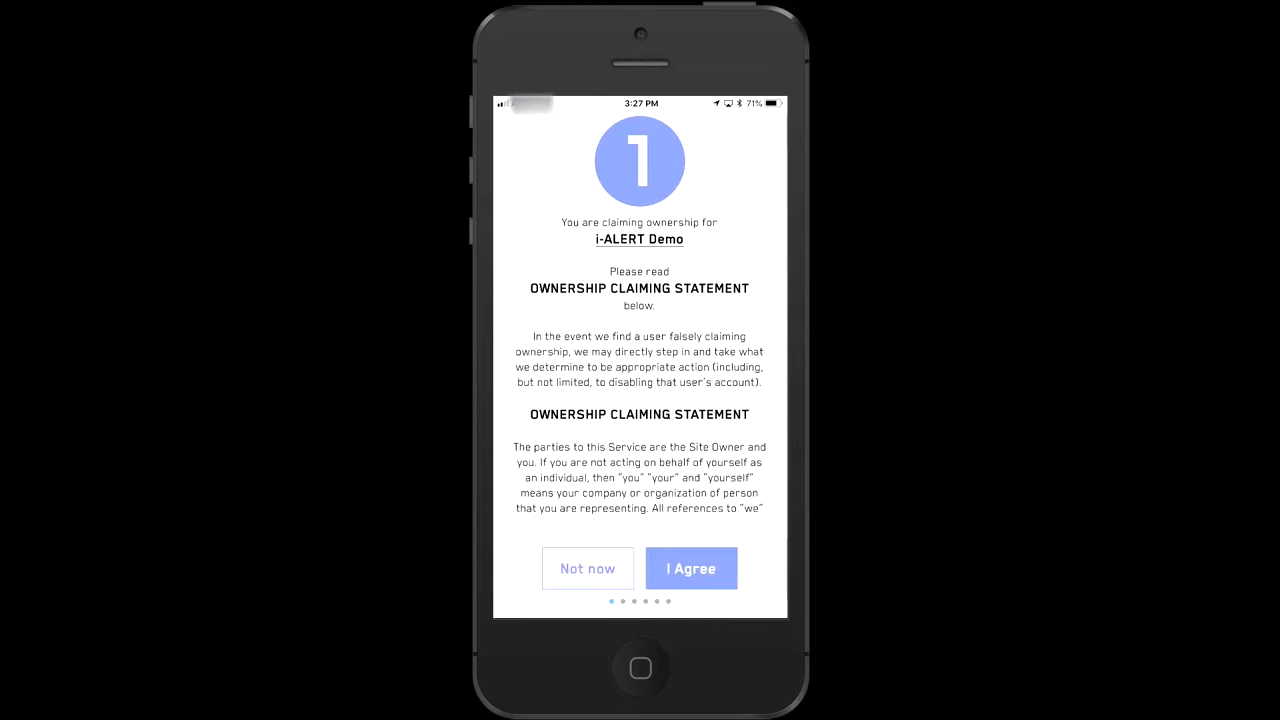 3:27 PM
71%
1
You are claiming ownership for
i-ALERT Demo
Please read
OWNERSHIP CLAIMING STATEMENT
below.
In the event we find a user falsely claiming
ownership, we may directly step in and take what
we determine to be appropriate action (including,
but not limited, to disabling that user's account).
OWNERSHIP CLAIMING STATEMENT
The parties to this Service are the Site Owner and
you. If you are not acting on behalf of yourself as
an individual, then "you" "your" and "yourself"
means your company or organization of person
that you are representing. All references to "we"
Not now
I Agree